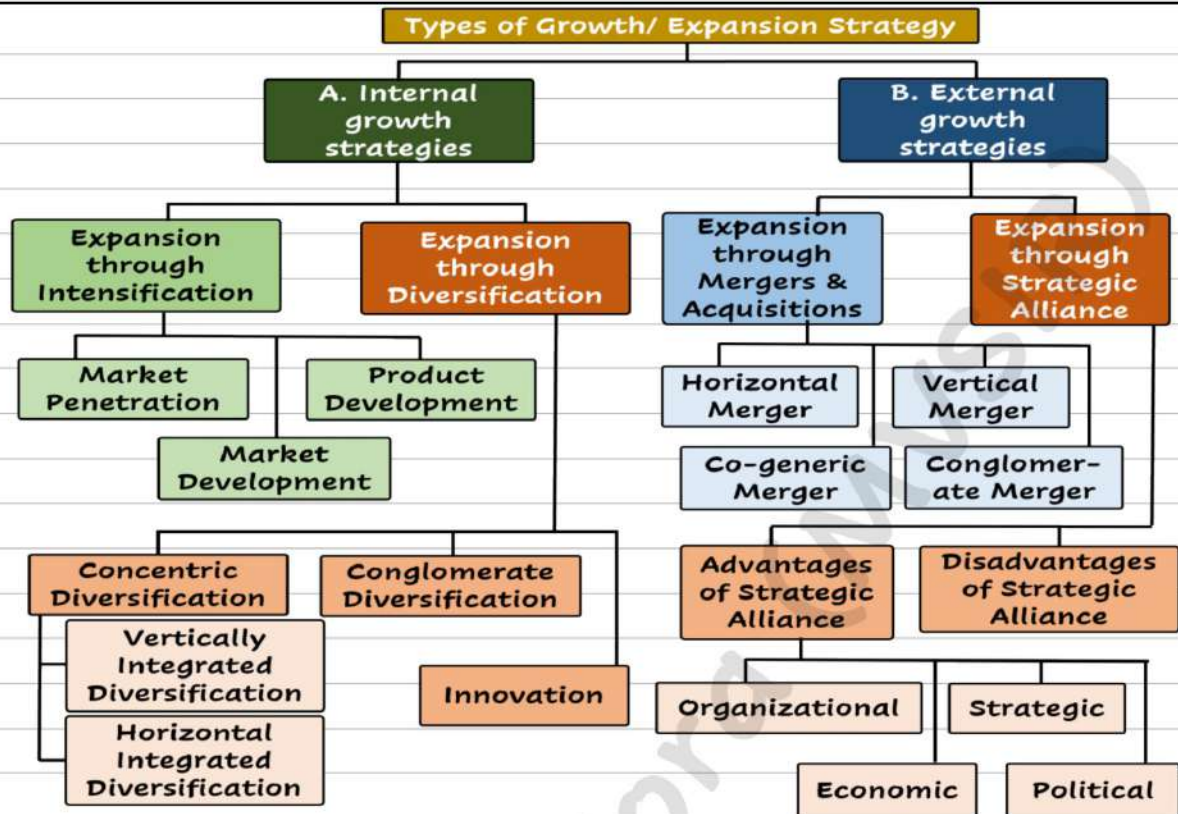 Types of Growth/ Expansion Strategy
A. Internal
growth
strategies
B. External
growth
strategies
Expansion
through
Intensification
Expansion
through
Diversification
Expansion
through
Mergers &
Acquisitions
Expansion
through
Strategic
Alliance
Market
Penetration
Product
Development
Market
Development
Horizontal
Merger
Vertical
Merger
Co-generic
Merger
Conglomer-
ate Merger
Concentric
Diversification
Conglomerate
Diversification
Vertically
Integrated
Diversification
Horizontal
Integrated
Diversification
Innovation
Advantages
of Strategic
Alliance
Disadvantages
of Strategic
Alliance
Organizational
Strategic
Economic
Political